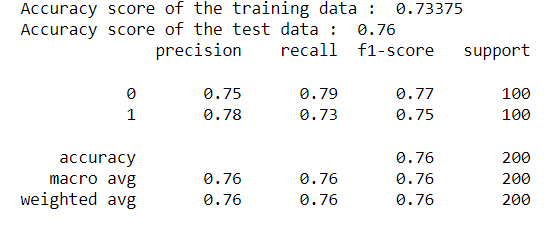 Accuracy score of the training data :  0.73375
Accuracy score of the test data :  0.76
              precision    recall  f1-score   support

           0       0.75      0.79      0.77       100
           1       0.78      0.73      0.75       100

    accuracy                           0.76       200
   macro avg       0.76      0.76      0.76       200
weighted avg       0.76      0.76      0.76       200